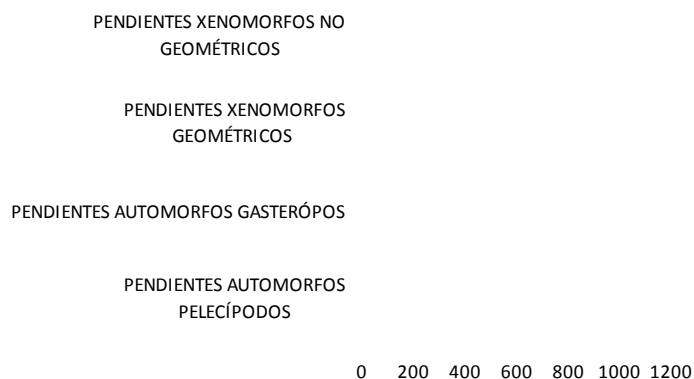 PENDIENTES XENOMORFOS NO
GEOMÉTRICOS
PENDIENTES XENOMORFOS
GEOMÉTRICOS
PENDIENTES AUTOMORFOS GASTERÓPOS
PENDIENTES AUTOMORFOS
PELECÍPODOS
0 200 400 600 800 1000 1200